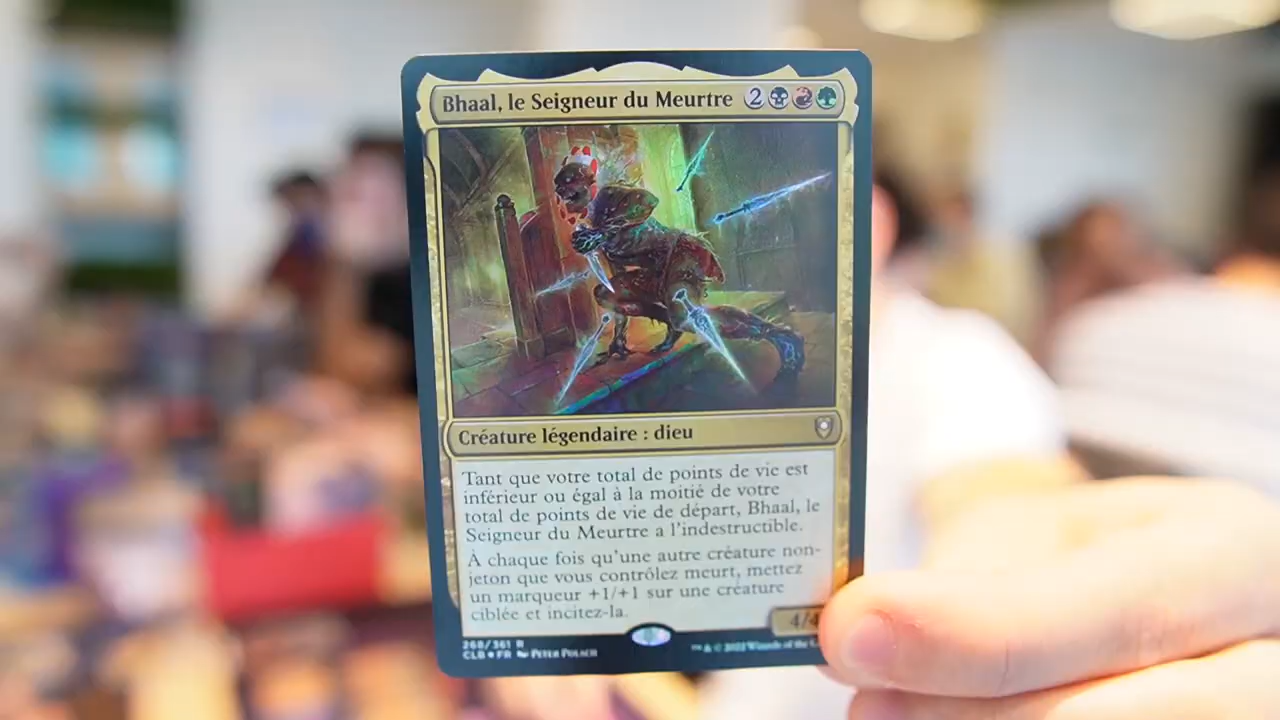 Bhaal, le Seigneur du Meurtre 2
Créature légendaire : dieu
Tant que votre total de points de vie est
inférieur ou égal à la moitié de votre
total de points de vie de départ, Bhaal, le
Seigneur du Meurtre a l'indestructible.
À chaque fois qu'une autre créature non-
jeton que vous contrôlez meurt, mettez
un marqueur +1/+1 sur une créature
ciblée et incitez-la.
4/4
268/361 R
CLB FR Peter Polach
™ & © 2022 Wizards of the